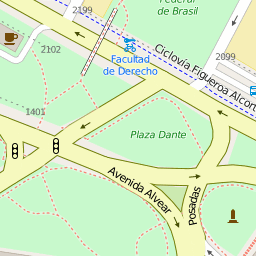 2199
Federal
de Brasil
2102
Facultad
de Derecho
2099
Ciclovía Figueroa Alcort
1401
Plaza Dante
Avenida Alvear
Posadas